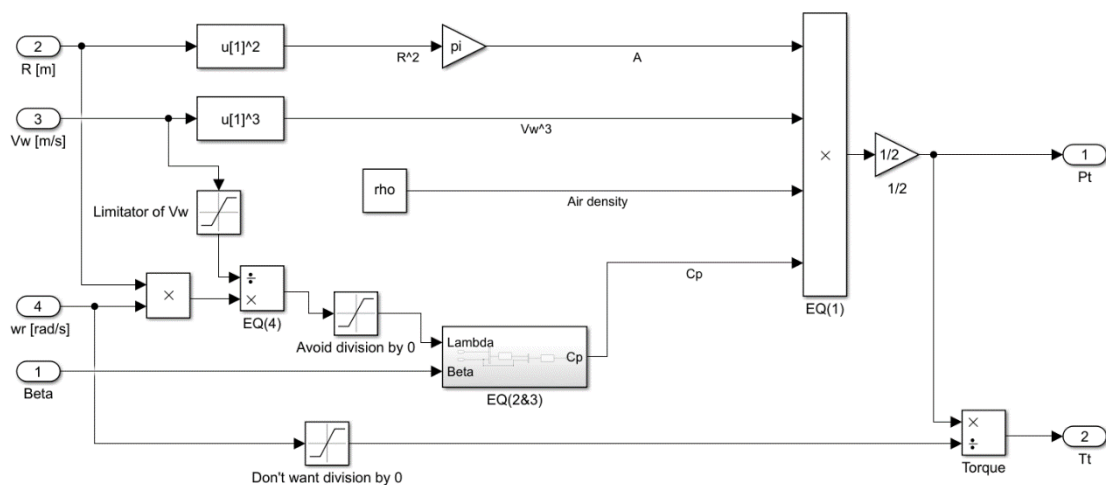 2
R [m]
u[1]^2
R^2
pi
A
3
Vw [m/s]
u[1]^3
Vw^3
×
1/2
1/2
1
Pt
rho
Air density
Limitator of Vw
÷
×
EQ(4)
×
4
wr [rad/s]
Avoid division by 0
Lambda
Beta
Cp
EQ(2&3)
Cp
EQ(1)
1
Beta
Don't want division by 0
×
÷
Torque
2
Tt